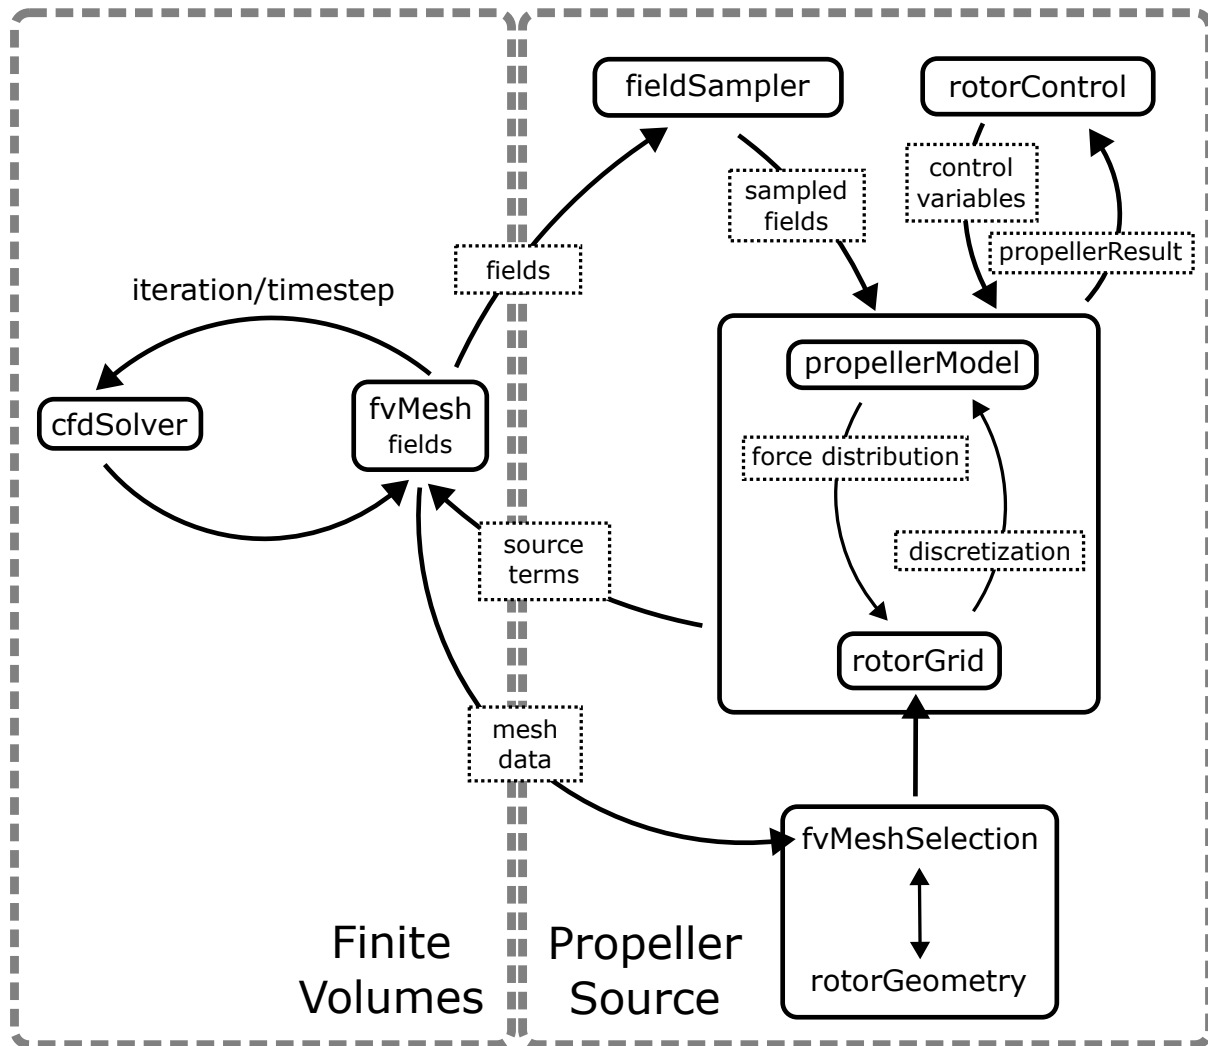 fieldSampler
rotorControl
control
variables
sampled
fields
propellerResult
fields
iteration/timestep
propellerModel
fvMesh
fields
cfdSolver
force distribution
source
terms
discretization
rotorGrid
mesh
data
fvMeshSelection
rotorGeometry
Finite
Volumes
Propeller
Source